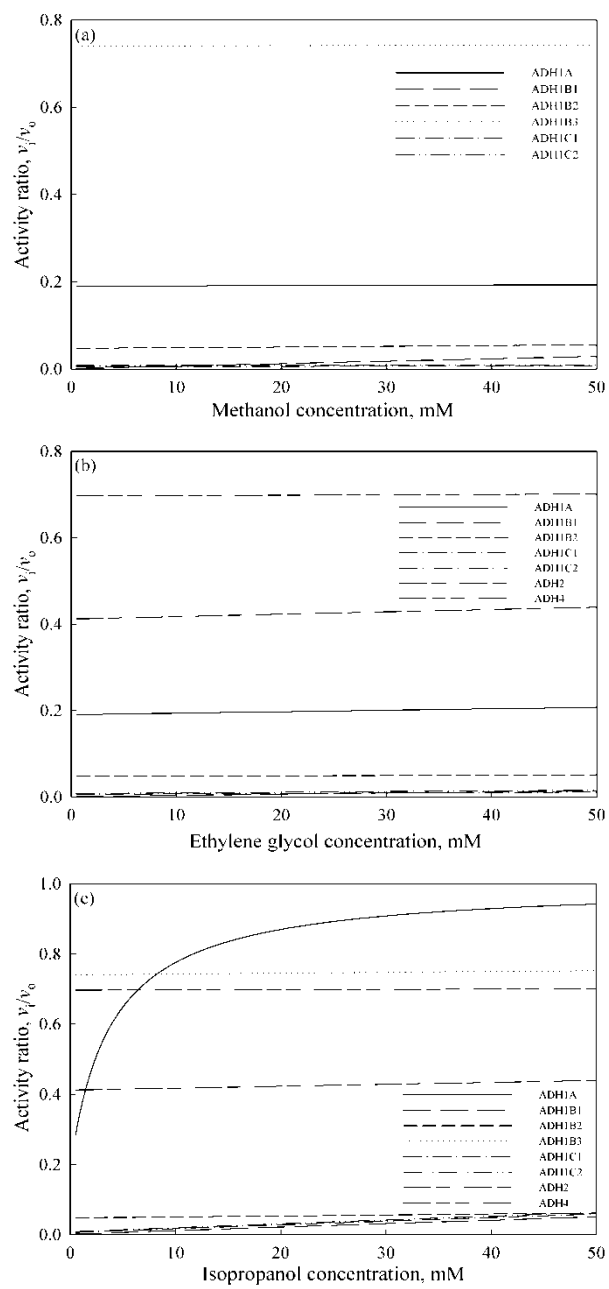 (a)
0.8
0.6
0.4
0.2
0.0
Activity ratio, vᵢ/v₀
ADH1A
ADH1B1
ADH1B2
ADH1B3
ADH1C1
ADH1C2
0 10 20 30 40 50
Methanol concentration, mM
(b)
0.8
0.6
0.4
0.2
0.0
Activity ratio, vᵢ/v₀
ADH1A
ADH1B1
ADH1B2
ADH1C1
ADH1C2
ADH2
ADH4
0 10 20 30 40 50
Ethylene glycol concentration, mM
(c)
1.0
0.8
0.6
0.4
0.2
0.0
Activity ratio, vᵢ/v₀
ADH1A
ADH1B1
ADH1B2
ADH1B3
ADH1C1
ADH1C2
ADH2
ADH4
0 10 20 30 40 50
Isopropanol concentration, mM